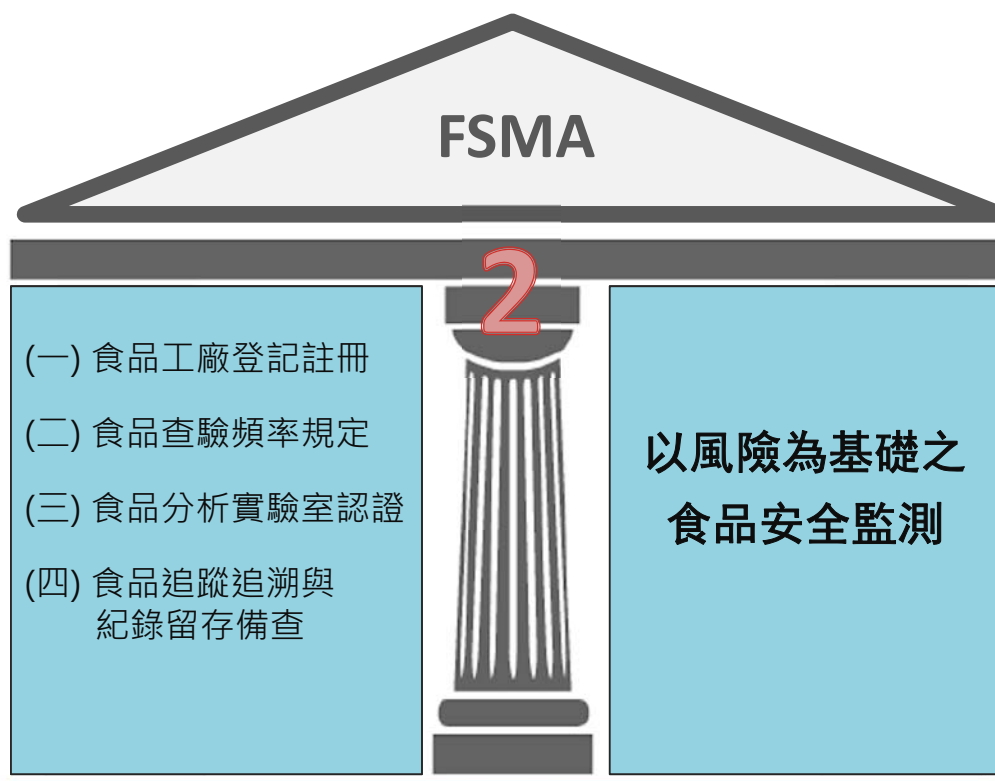 FSMA
2
(一) 食品工廠登記註冊
(二) 食品查驗頻率規定
(三) 食品分析實驗室認證
(四) 食品追蹤追溯與
紀錄留存備查
以風險為基礎之
食品安全監測